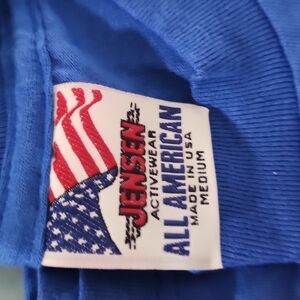 JENSEN
ACTIVEWEAR
ALL AMERICAN
MADE IN USA
MEDIUM